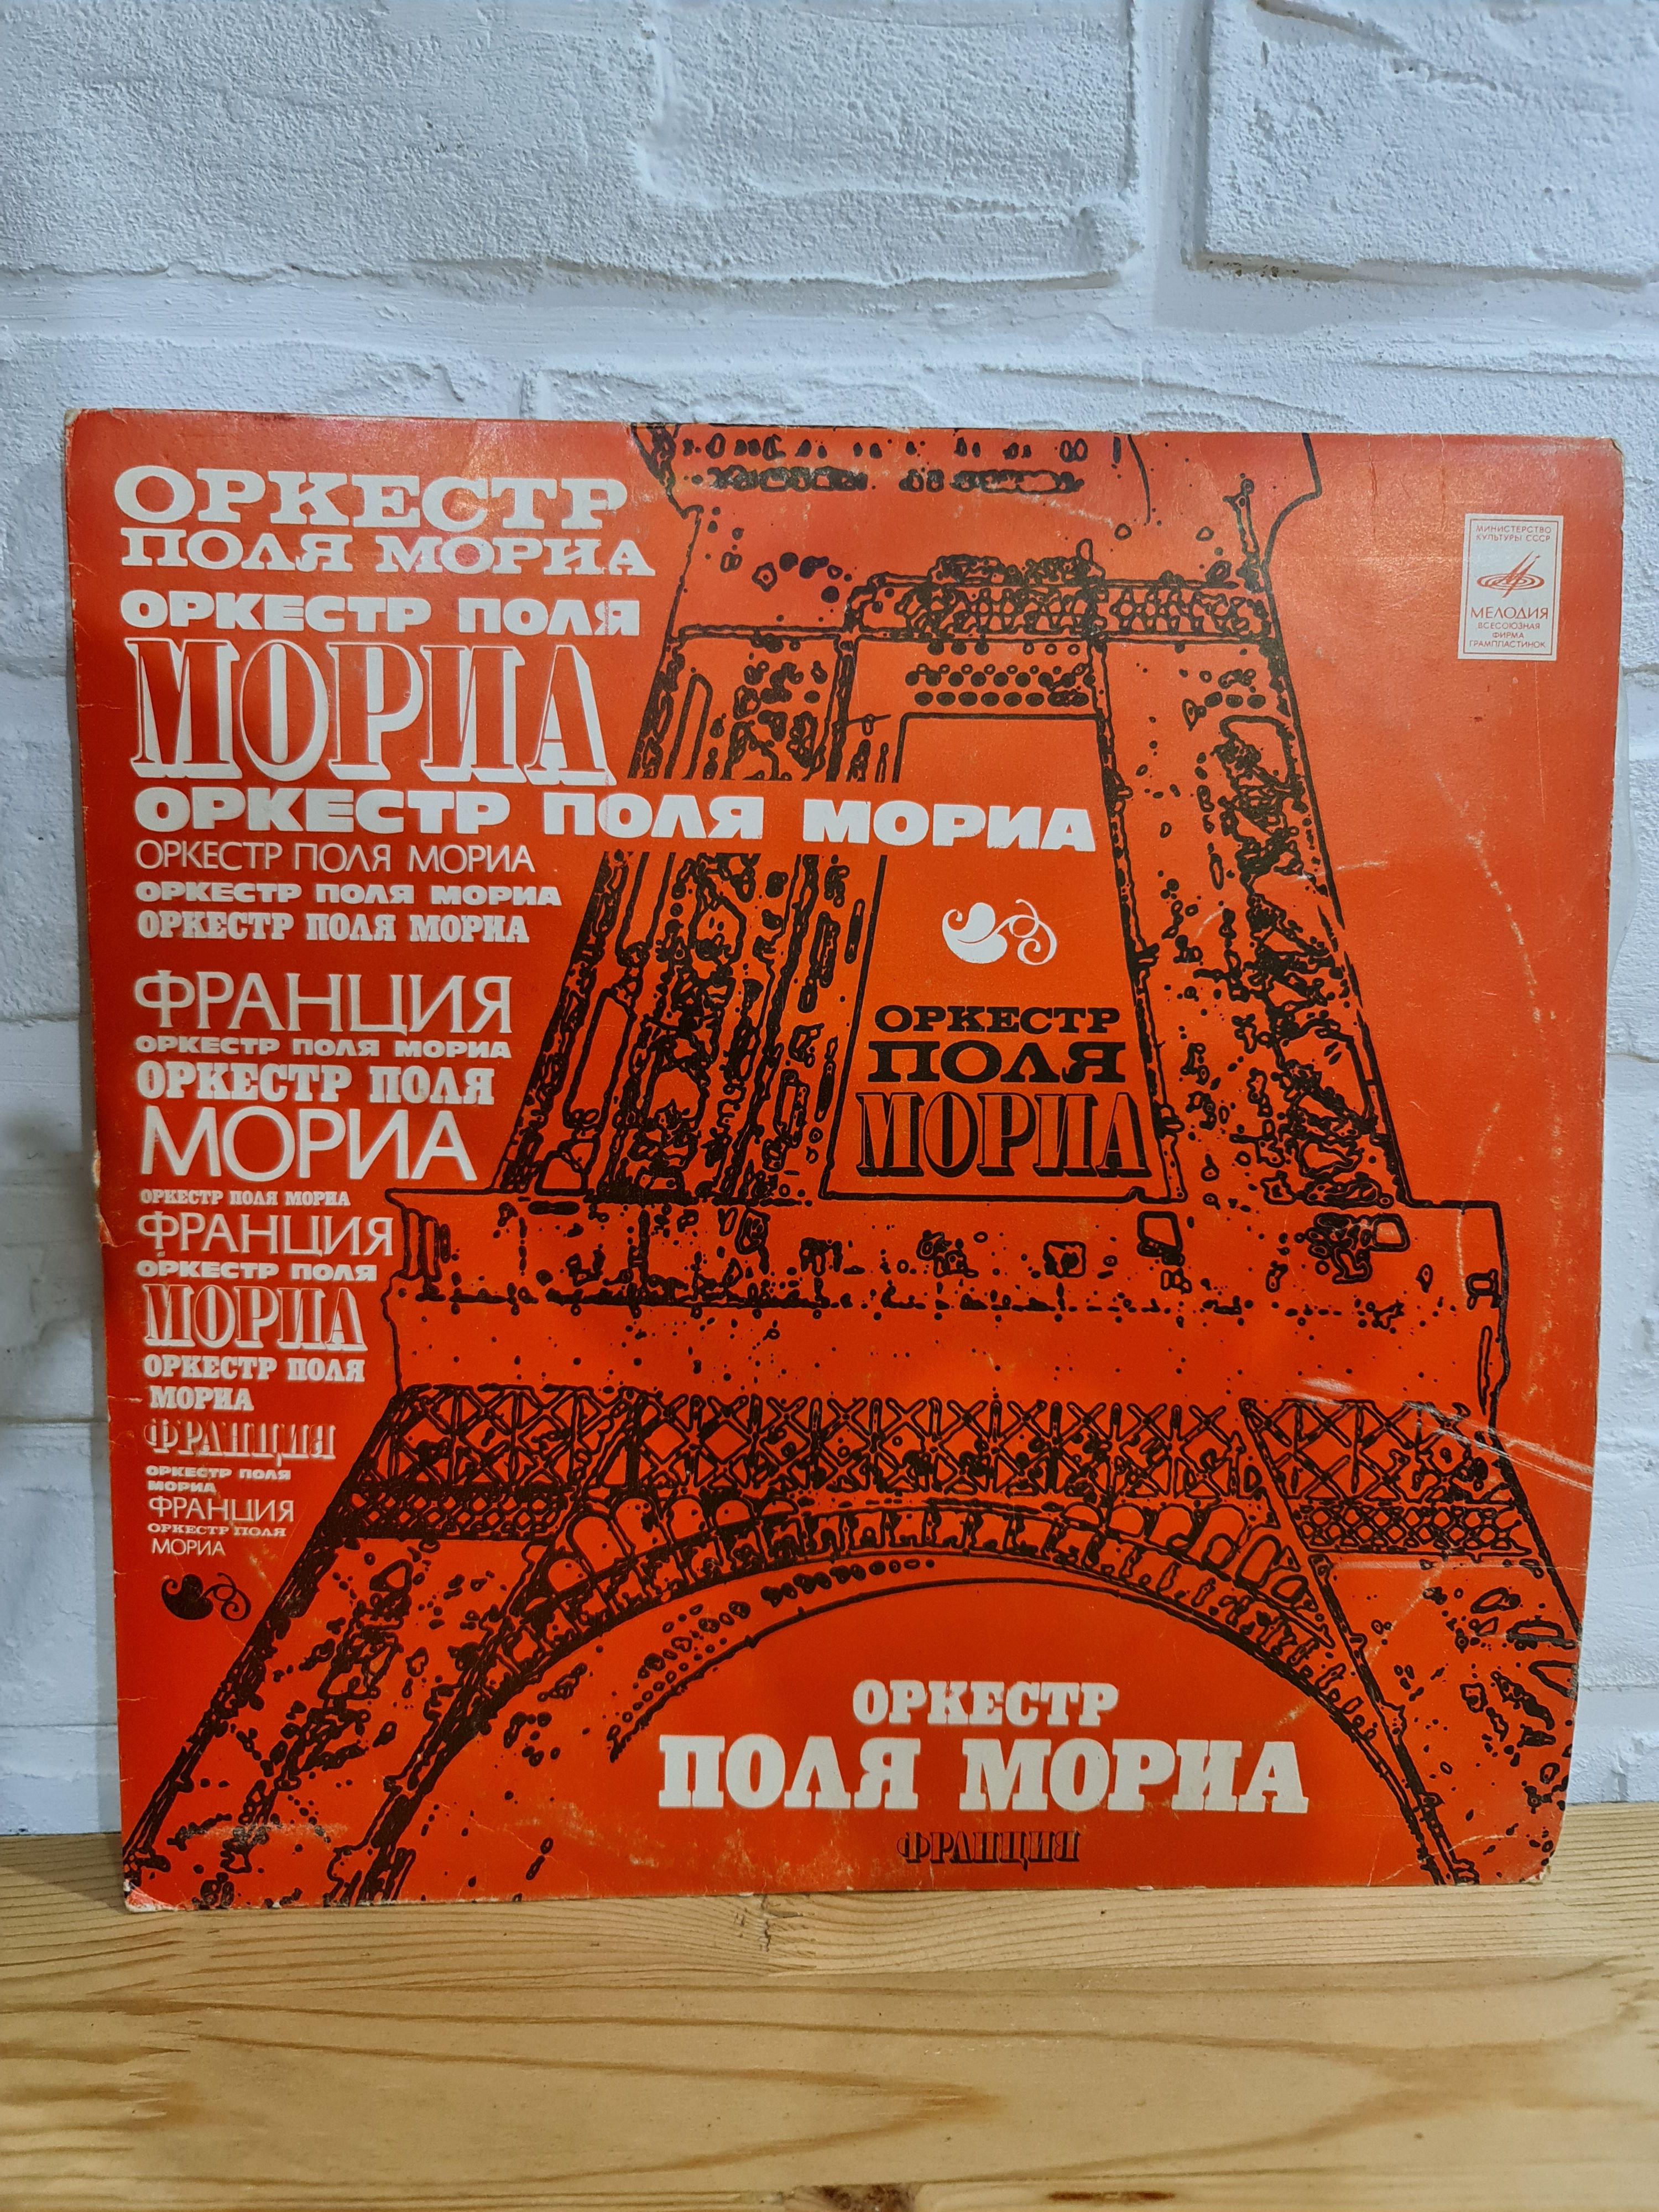 ОРКЕСТР
ПОЛЯ МОРИА
ОРКЕСТР ПОЛЯ
МОРИА
ОРКЕСТР ПОЛЯ МОРИА
ОРКЕСТР ПОЛЯ МОРИА
ОРКЕСТР ПОЛЯ МОРИА
ОРКЕСТР ПОЛЯ МОРИА
ФРАНЦИЯ
ОРКЕСТР ПОЛЯ МОРИА
ОРКЕСТР ПОЛЯ
МОРИА
ОРКЕСТР ПОЛЯ МОРИА
ФРАНЦИЯ
ОРКЕСТР ПОЛЯ
МОРИА
ОРКЕСТР ПОЛЯ
МОРИА
ФРАНЦИЯ
ОРКЕСТР ПОЛЯ
МОРИА
ФРАНЦИЯ
ОРКЕСТР ПОЛЯ
МОРИА
МИНИСТЕРСТВО
КУЛЬТУРЫ СССР
МЕЛОДИЯ
ВСЕСОЮЗНАЯ
ФИРМА
ГРАМПЛАСТИНОК
ОРКЕСТР
ПОЛЯ
МОРИА
ОРКЕСТР
ПОЛЯ МОРИА
ФРАНЦИЯ